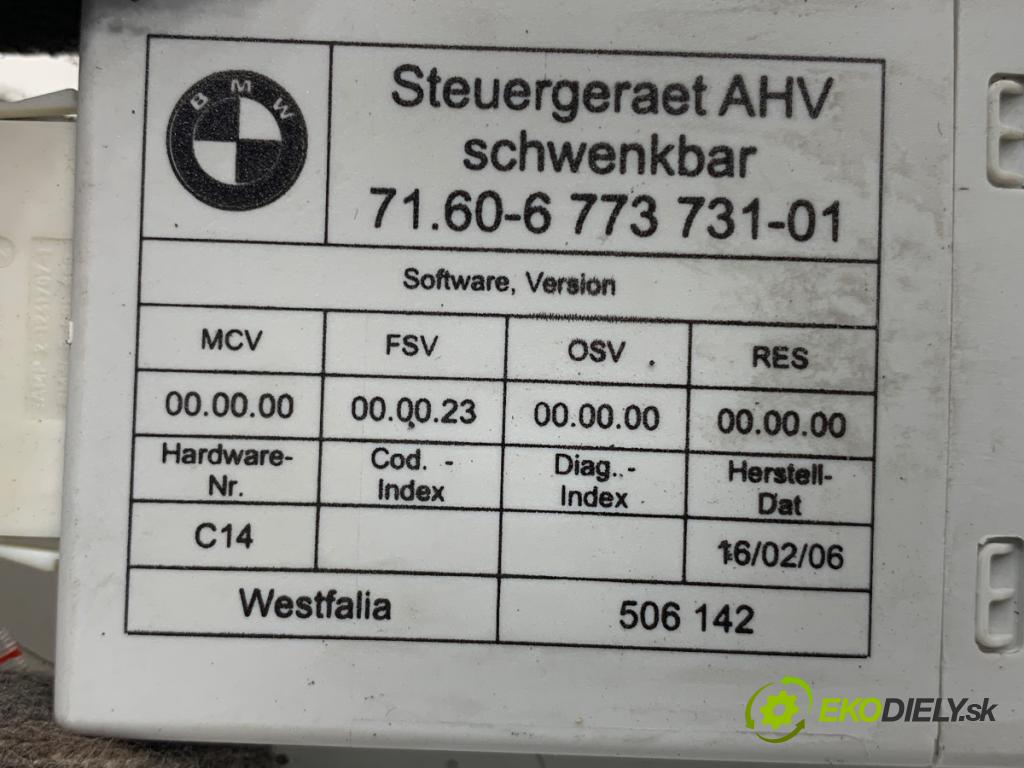 BMW
Steuergeraet AHV
schwenkbar
71.60-6 773 731-01
Software, Version
MCV FSV OSV RES
00.00.00 00.00.23 00.00.00 00.00.00
Hardware-Nr. Cod. -Index Diag..-Index Herstell-Dat
C14 16/02/06
Westfalia 506 142
EKODIELY.sk